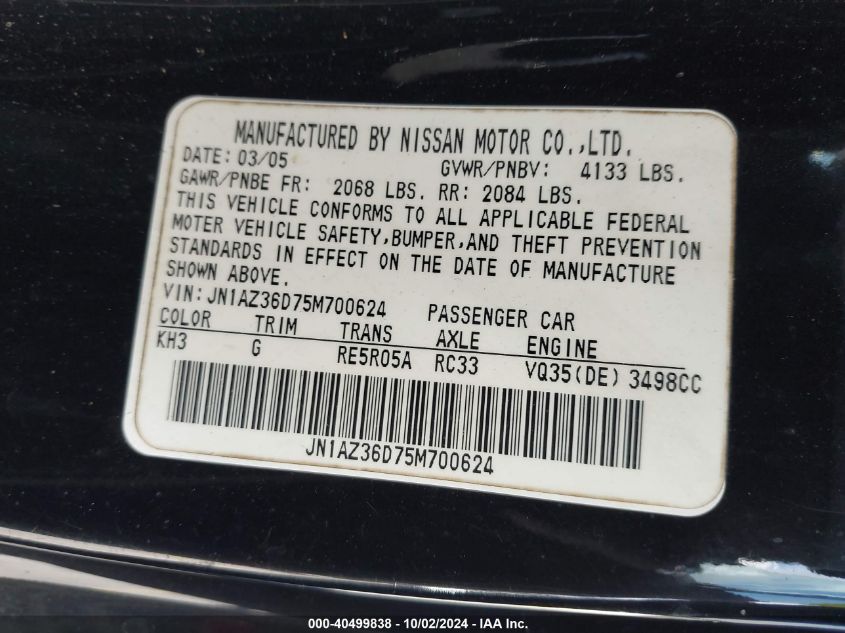 MANUFACTURED BY NISSAN MOTOR CO.,LTD.
DATE: 03/05 GVWR/PNBV: 4133 LBS.
GAWR/PNBE FR: 2068 LBS. RR: 2084 LBS.
THIS VEHICLE CONFORMS TO ALL APPLICABLE FEDERAL
MOTER VEHICLE SAFETY,BUMPER,AND THEFT PREVENTION
STANDARDS IN EFFECT ON THE DATE OF MANUFACTURE
SHOWN ABOVE.
VIN:JN1AZ36D75M700624 PASSENGER CAR
COLOR TRIM TRANS AXLE ENGINE
KH3 G RE5R05A RC33 VQ35(DE) 3498CC
JN1AZ36D75M700624
000-40499838 - 10/02/2024 - IAA Inc.